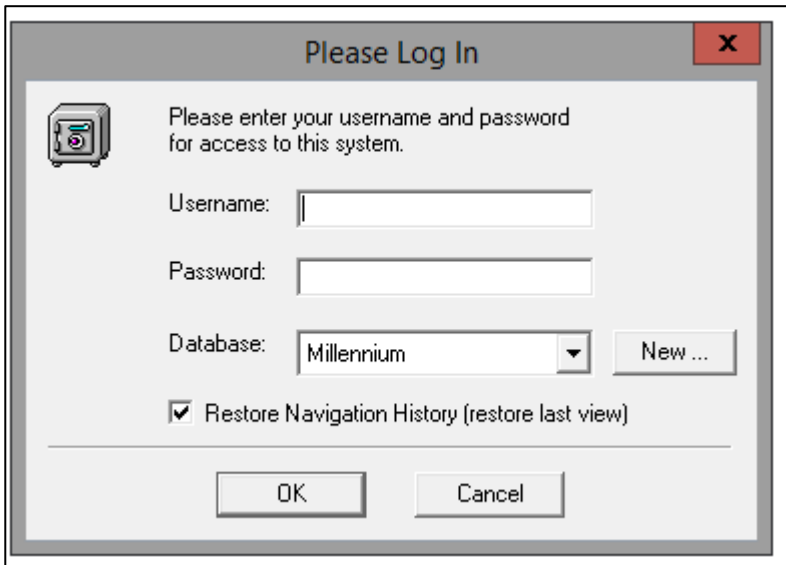 Please Log In
x
Please enter your username and password
for access to this system.
Username:
Password:
Database:
Millennium
New ...
Restore Navigation History (restore last view)
OK
Cancel